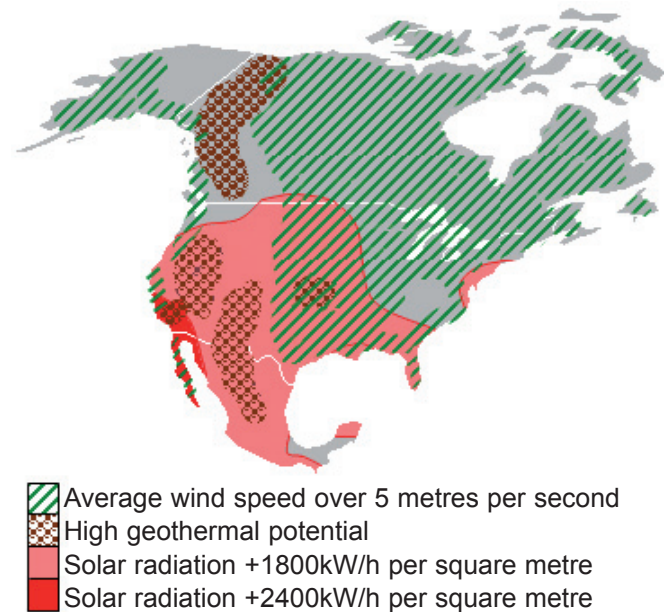 Average wind speed over 5 metres per second
High geothermal potential
Solar radiation +1800kW/h per square metre
Solar radiation +2400kW/h per square metre